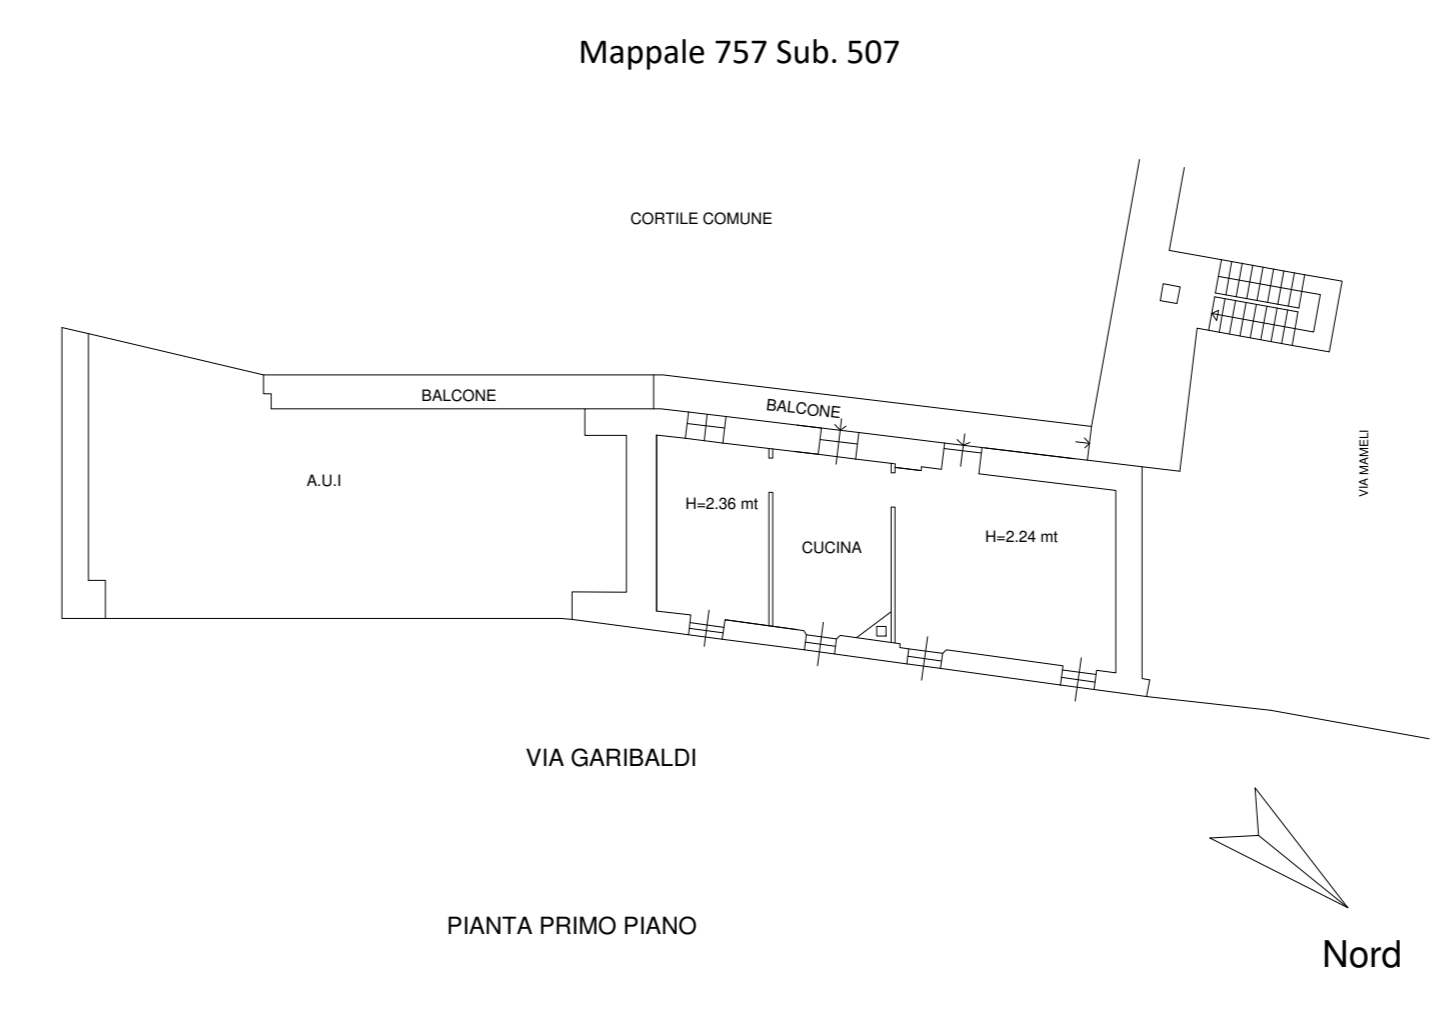 Mappale 757 Sub. 507
CORTILE COMUNE
BALCONE
BALCONE
A.U.I
H=2.36 mt
CUCINA
H=2.24 mt
VIA MAMELI
VIA GARIBALDI
PIANTA PRIMO PIANO
Nord